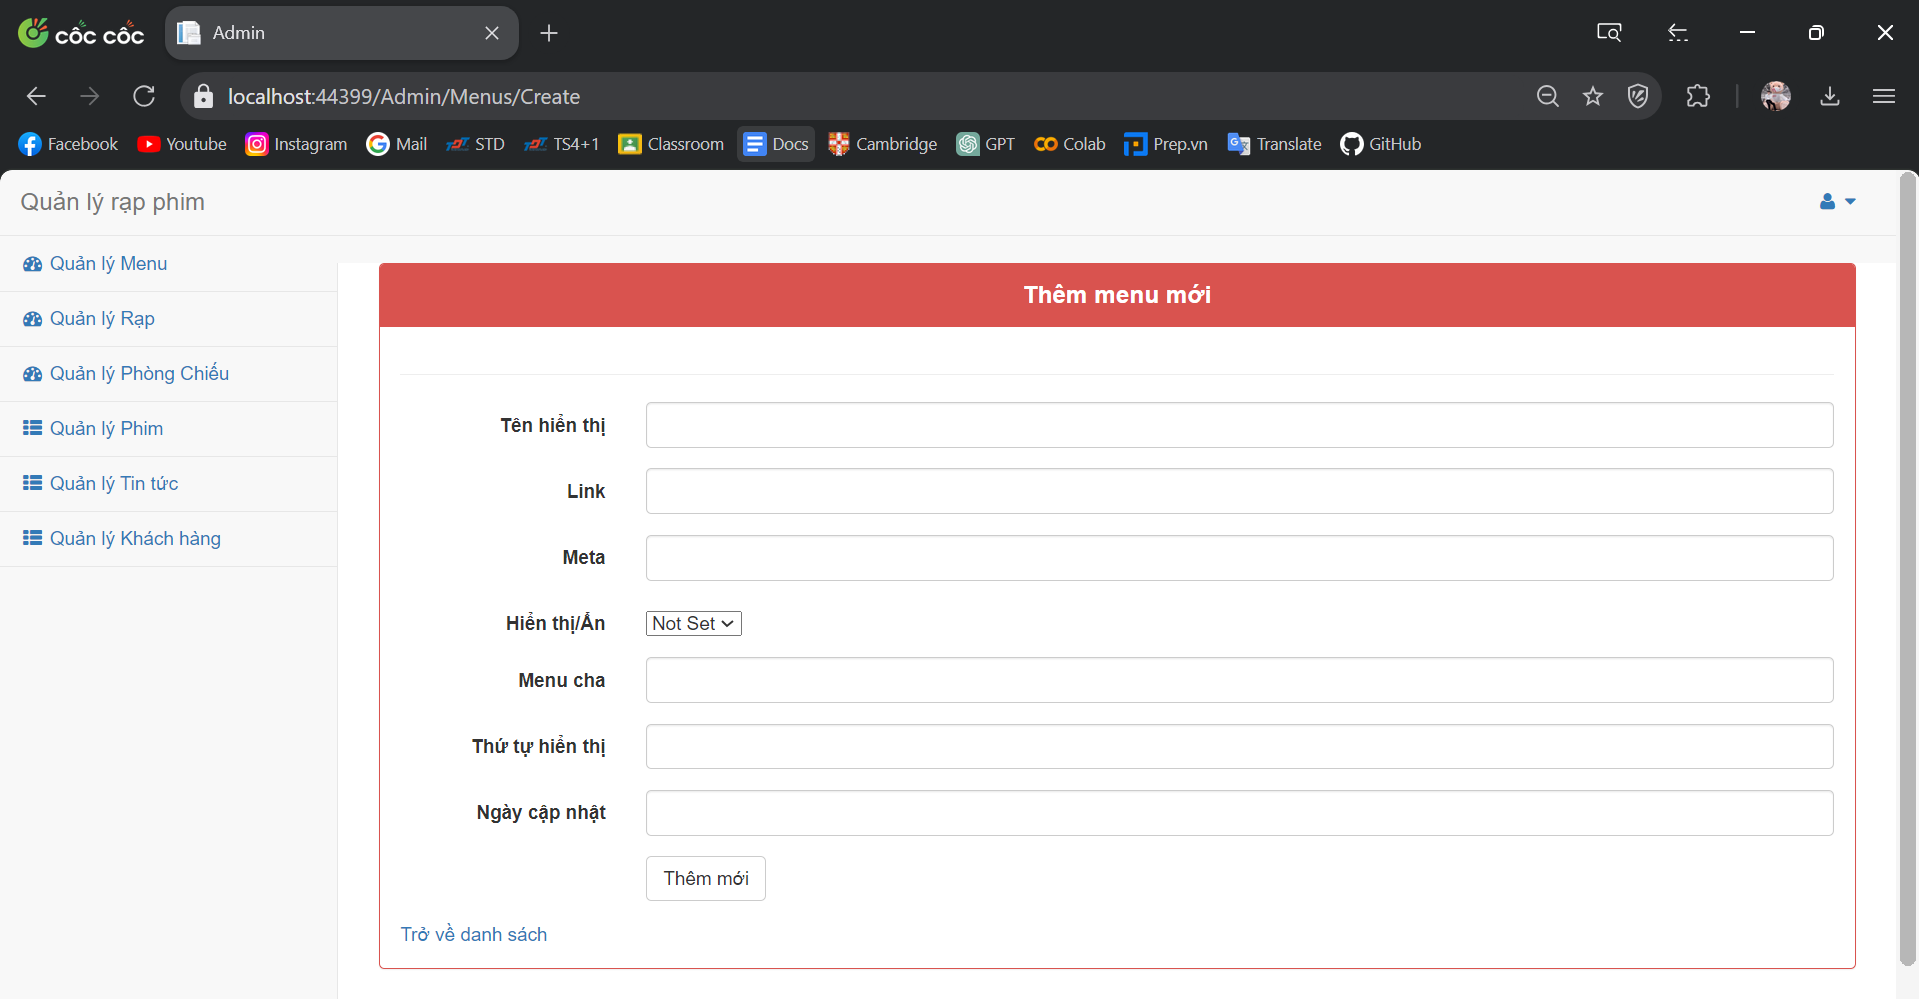 cốc cốc
Admin
localhost:44399/Admin/Menus/Create
Facebook Youtube Instagram Mail STD TS4+1 Classroom Docs Cambridge GPT Colab Prep.vn Translate GitHub
Quản lý rạp phim
Quản lý Menu
Quản lý Rạp
Quản lý Phòng Chiếu
Quản lý Phim
Quản lý Tin tức
Quản lý Khách hàng
Thêm menu mới
Tên hiển thị
Link
Meta
Hiển thị/Ẩn Not Set
Menu cha
Thứ tự hiển thị
Ngày cập nhật
Thêm mới
Trở về danh sách